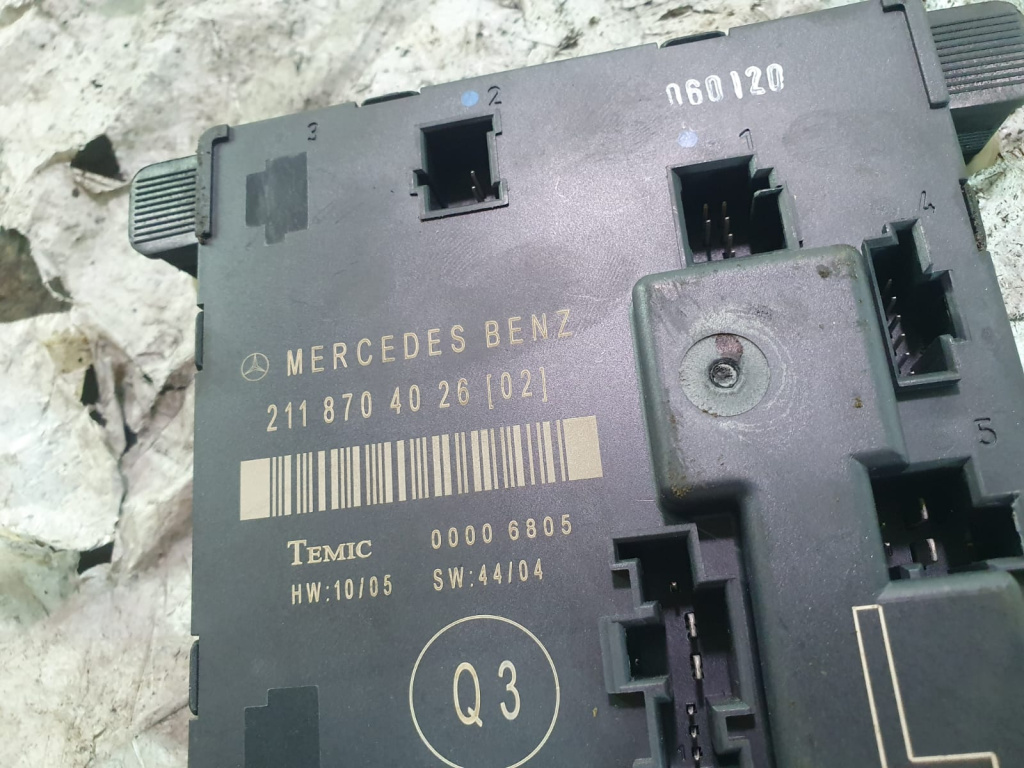 060120
2
3
1
4
MERCEDES BENZ
211 870 40 26 [02]
5
TEMIC 0000 6805
HW:10/05 SW:44/04
Q3
L